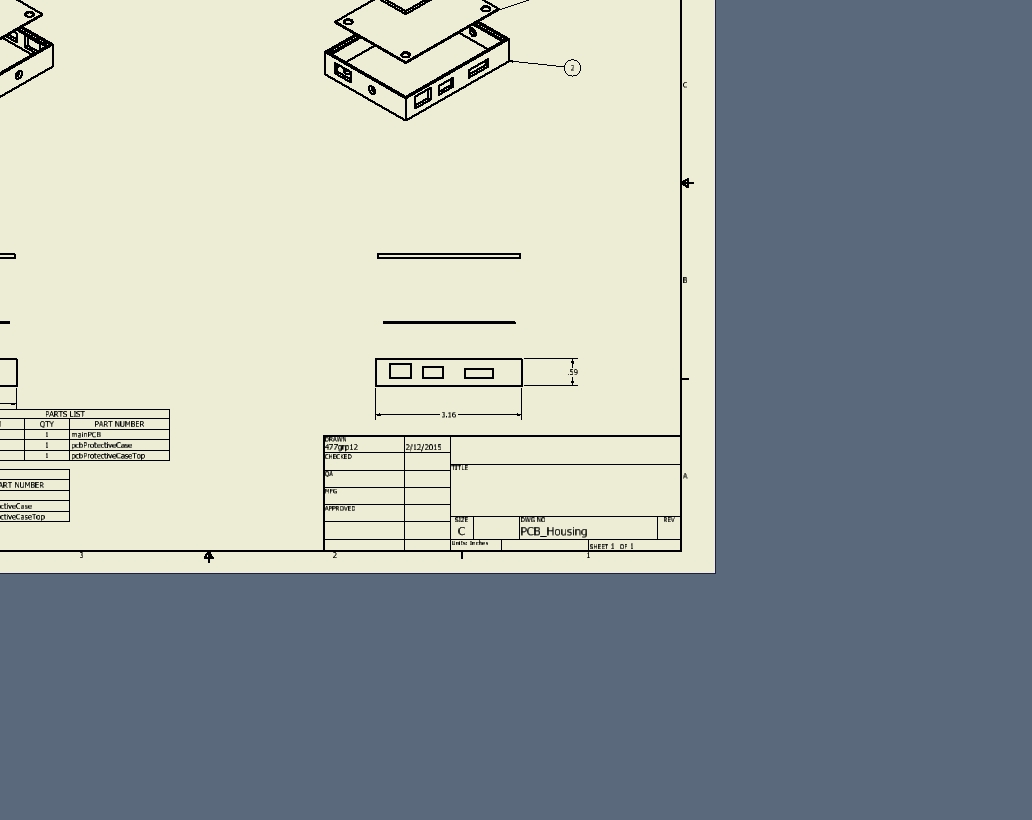 2
C
B
.59
3.16
PARTS LIST
QTY PART NUMBER
1 mainPCB
1 pcbProtectiveCase
1 pcbProtectiveCaseTop
ART NUMBER
ctiveCase
ctiveCaseTop
DRAWN
477grp12 2/12/2015
CHECKED
QA
MFG
APPROVED
TITLE
A
SIZE DWG NO REV
C PCB_Housing
Units: Inches
SHEET 1 OF 1
3 2 1